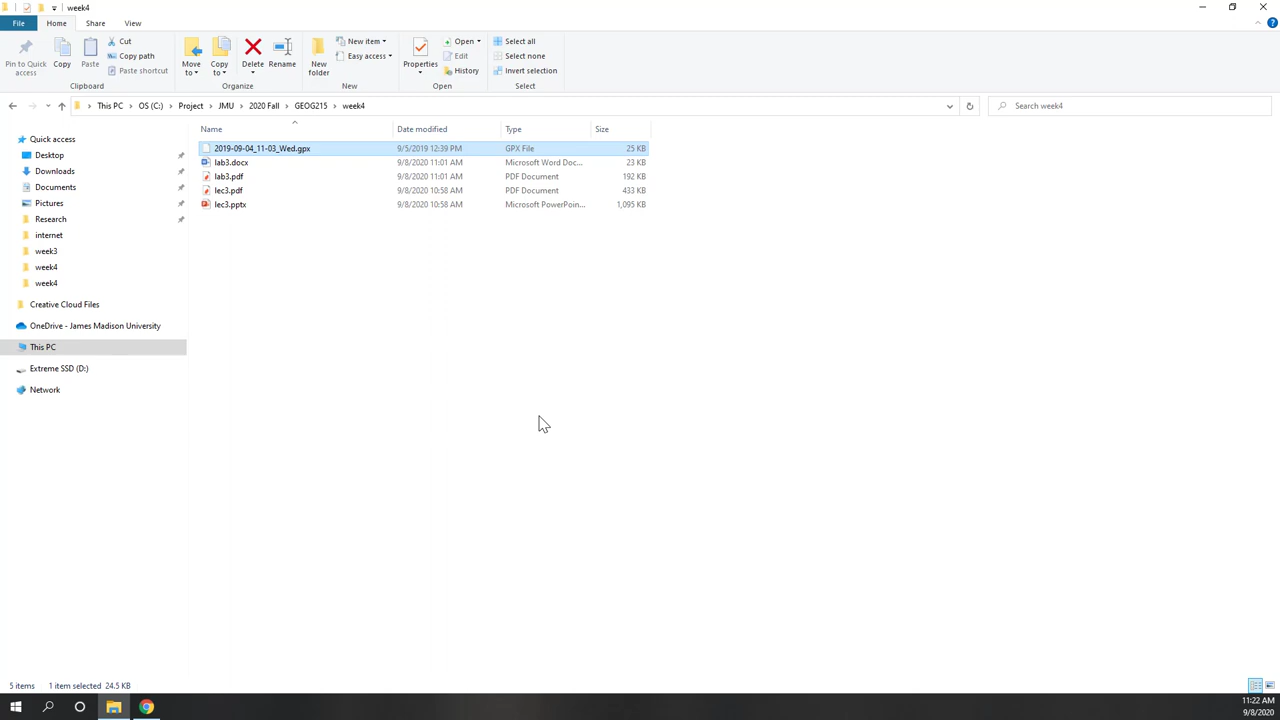 week4
File Home Share View
Pin to Quick access
Copy
Paste
Cut
Copy path
Paste shortcut
Clipboard
Move to
Copy to
Delete
Rename
Organize
New folder
New item
Easy access
New
Properties
Open
Edit
History
Open
Select all
Select none
Invert selection
Select
This PC OS (C:) Project JMU 2020 Fall GEOG215 week4
Search week4
Name Date modified Type Size
2019-09-04_11-03_Wed.gpx 9/5/2019 12:39 PM GPX File 25 KB
lab3.docx 9/8/2020 11:01 AM Microsoft Word Doc... 23 KB
lab3.pdf 9/8/2020 11:01 AM PDF Document 192 KB
lec3.pdf 9/8/2020 10:58 AM PDF Document 433 KB
lec3.pptx 9/8/2020 10:58 AM Microsoft PowerPoin... 1,095 KB
Quick access
Desktop
Downloads
Documents
Pictures
Research
internet
week3
week4
week4
Creative Cloud Files
OneDrive - James Madison University
This PC
Extreme SSD (D:)
Network
5 items 1 item selected 24.5 KB
11:22 AM
9/8/2020